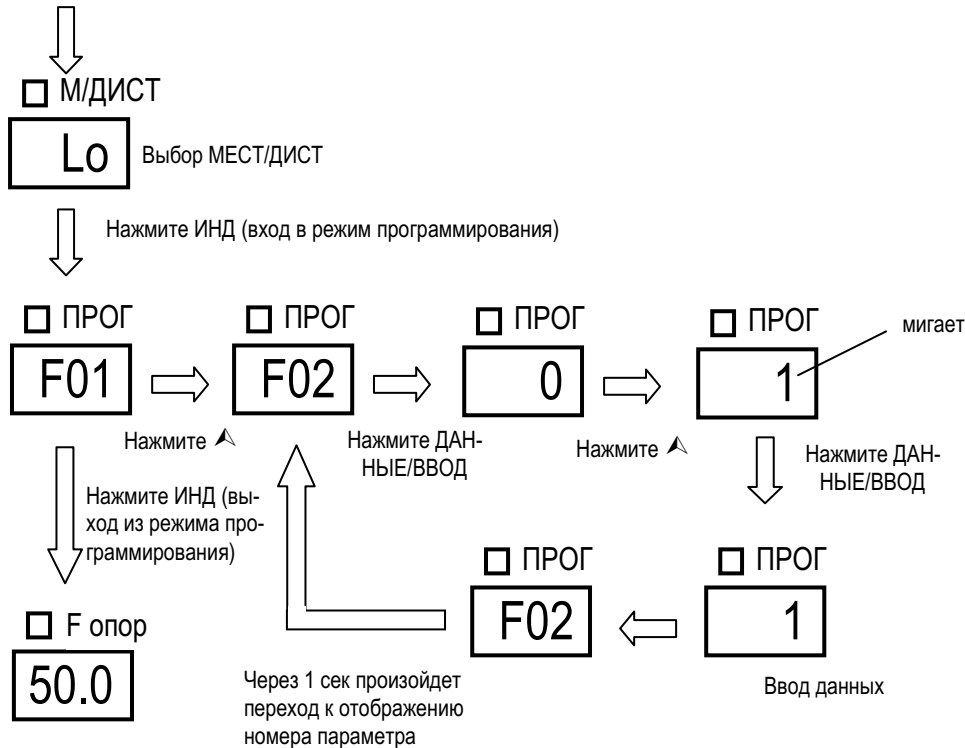 М/ДИСТ
Lo
Выбор МЕСТ/ДИСТ
Нажмите ИНД (вход в режим программирования)
ПРОГ
ПРОГ
ПРОГ
ПРОГ
мигает
F01
F02
0
1
Нажмите
Нажмите ДАН-
НЫЕ/ВВОД
Нажмите
Нажмите ДАН-
НЫЕ/ВВОД
Нажмите ИНД (вы-
ход из режима про-
граммирования)
ПРОГ
ПРОГ
F02
1
F опор
50.0
Через 1 сек произойдет
переход к отображению
номера параметра
Ввод данных